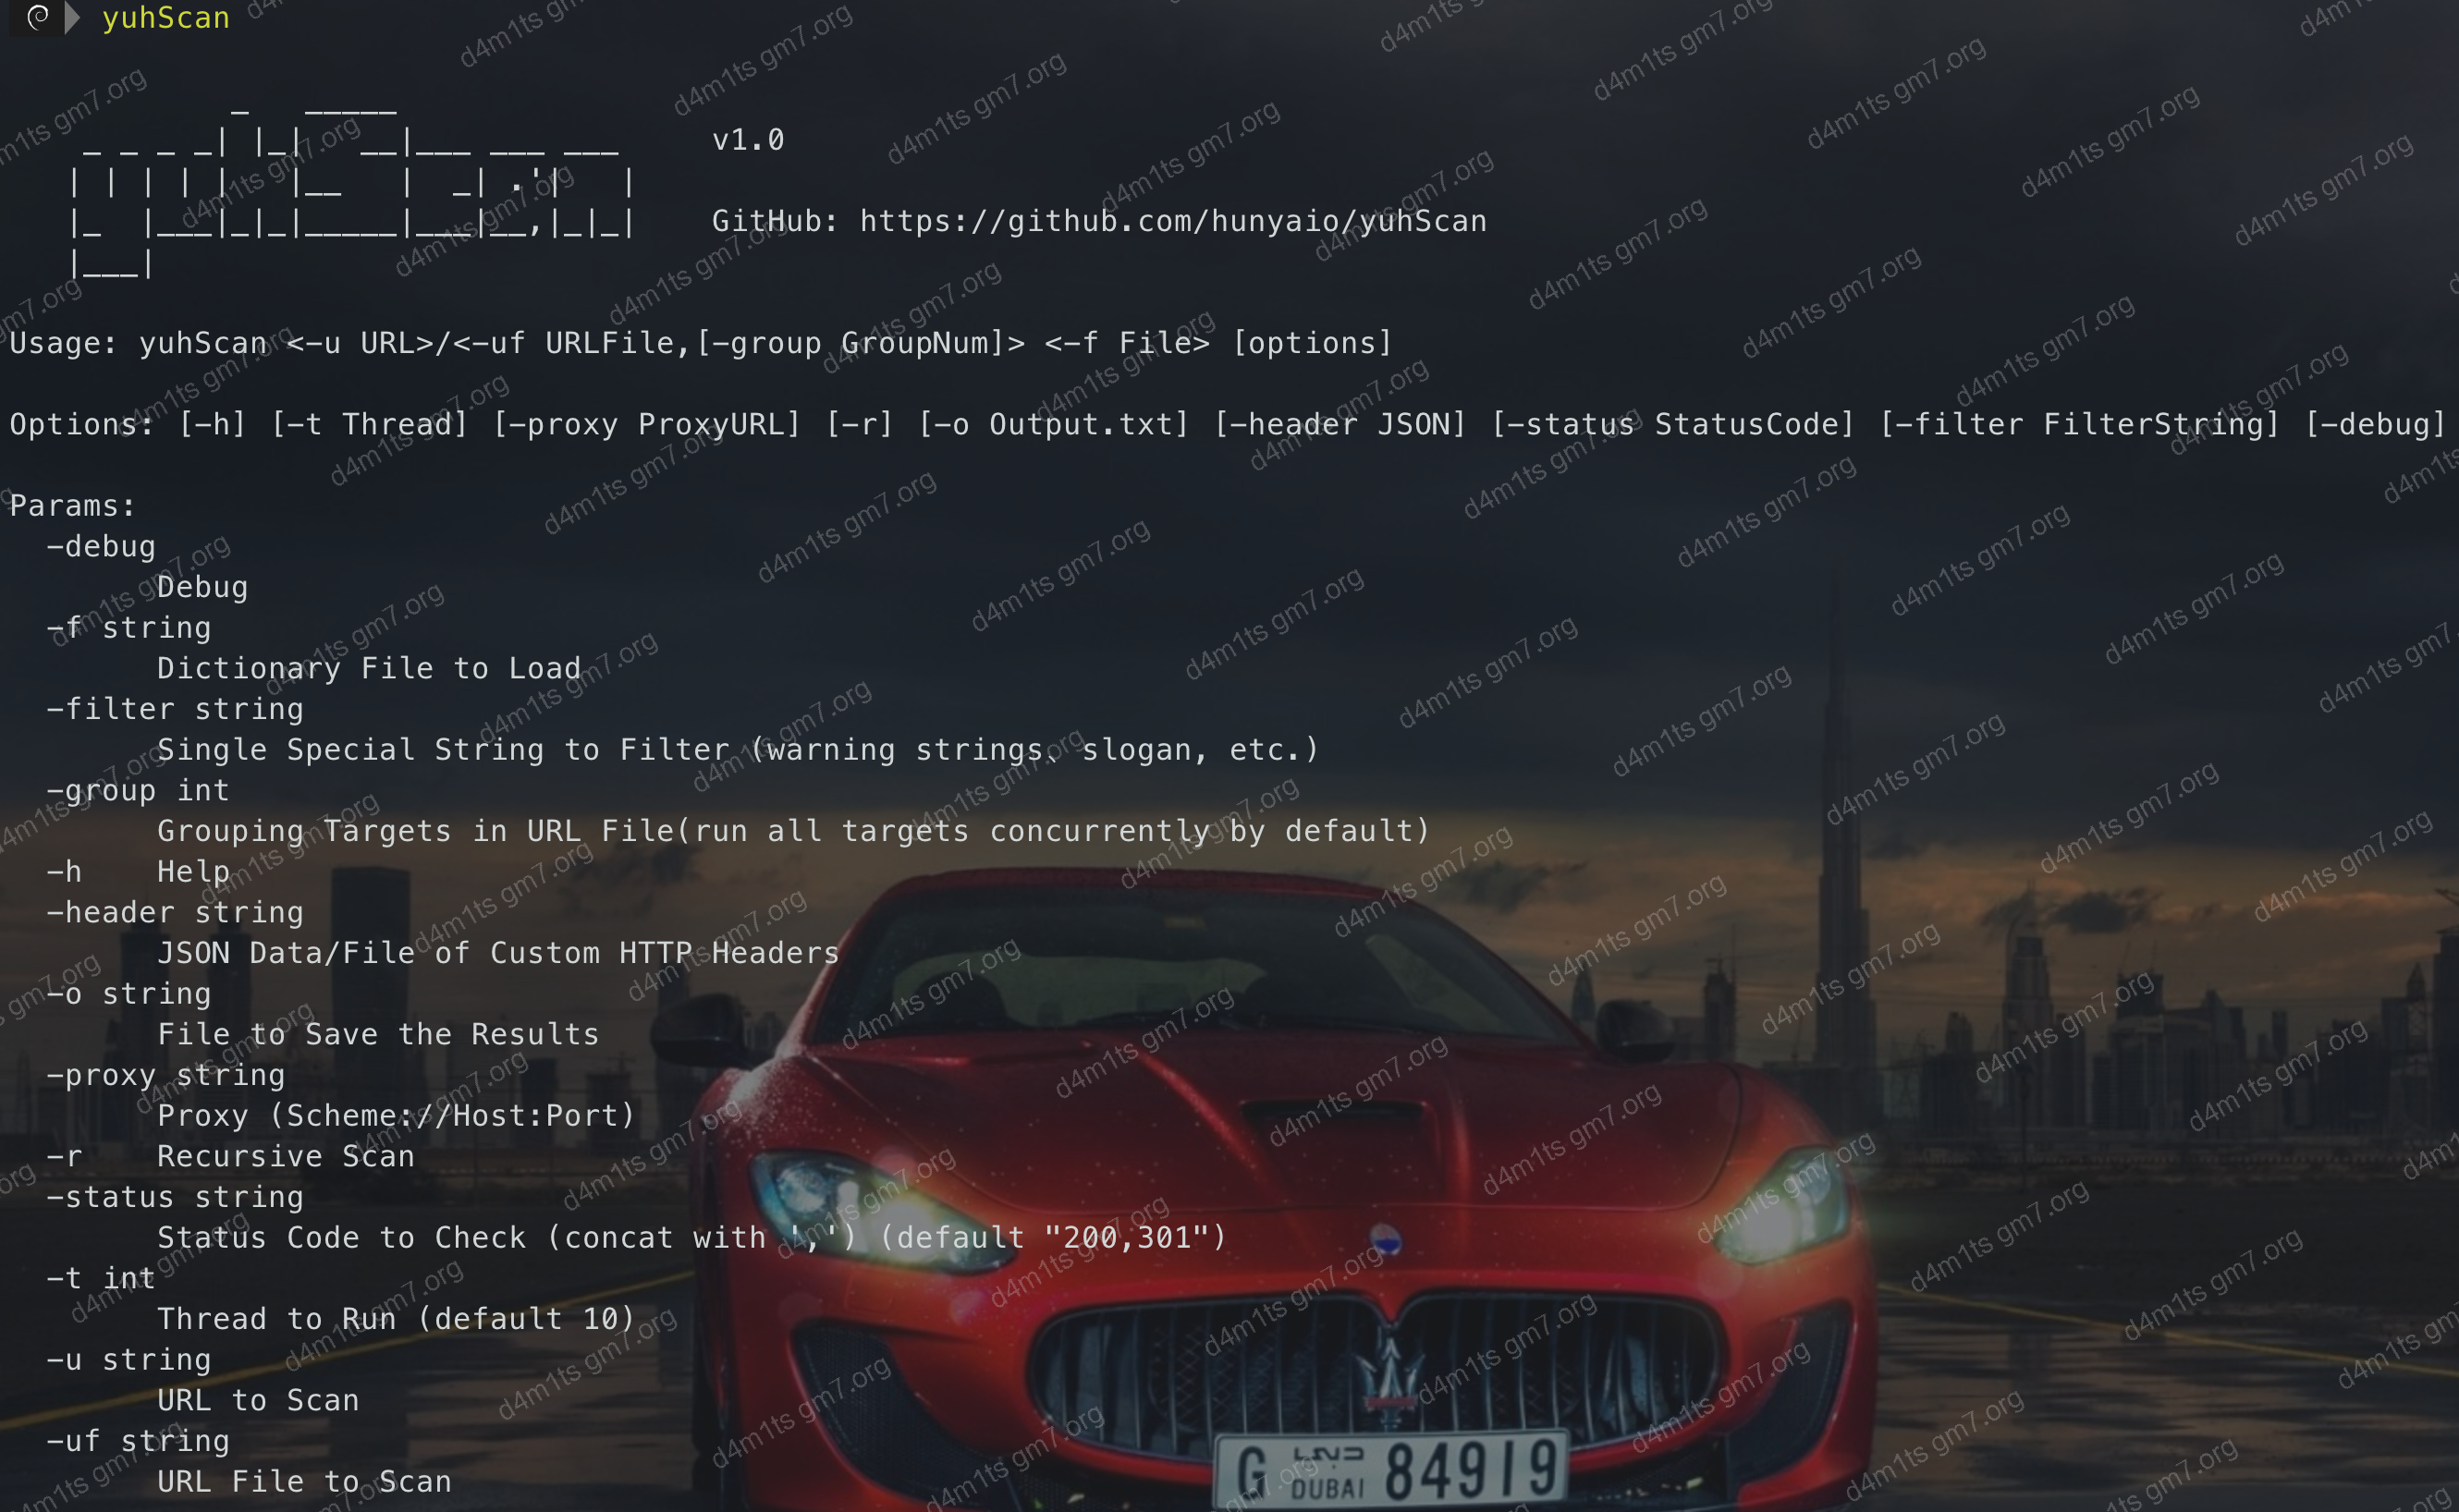 yuhScan
v1.0
GitHub: https://github.com/hunyaio/yuhScan
Usage: yuhScan <-u URL>/<-uf URLFile,[-group GroupNum]> <-f File> [options]
Options: [-h] [-t Thread] [-proxy ProxyURL] [-r] [-o Output.txt] [-header JSON] [-status StatusCode] [-filter FilterString] [-debug]
Params:
-debug
Debug
-f string
Dictionary File to Load
-filter string
Single Special String to Filter (warning strings、slogan, etc.)
-group int
Grouping Targets in URL File(run all targets concurrently by default)
-h Help
-header string
JSON Data/File of Custom HTTP Headers
-o string
File to Save the Results
-proxy string
Proxy (Scheme://Host:Port)
-r Recursive Scan
-status string
Status Code to Check (concat with ',') (default "200,301")
-t int
Thread to Run (default 10)
-u string
URL to Scan
-uf string
URL File to Scan
G DUBAI 84919
d4m1ts gm7.org